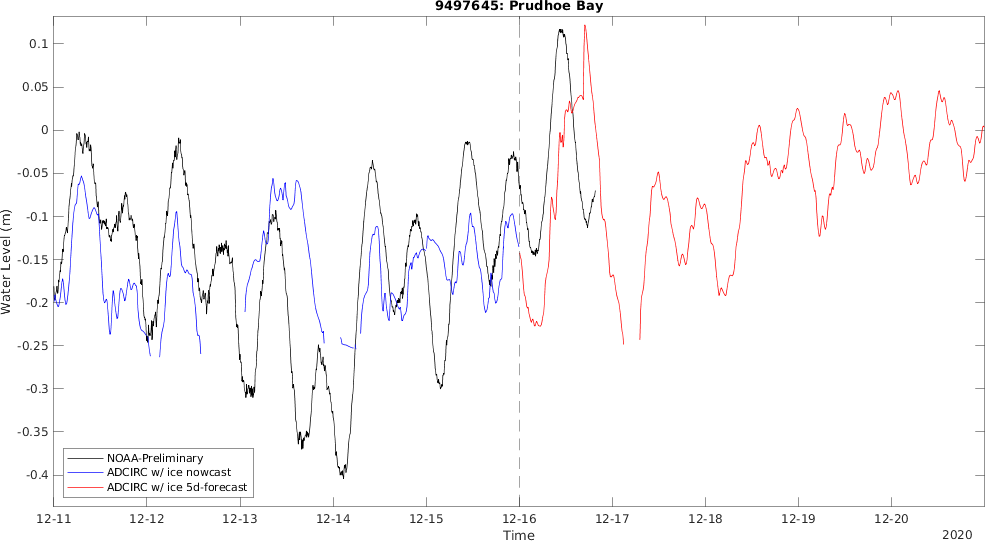 9497645: Prudhoe Bay
0.1
0.05
0
-0.05
-0.1
-0.15
-0.2
-0.25
-0.3
-0.35
-0.4
Water Level (m)
NOAA-Preliminary
ADCIRC w/ ice nowcast
ADCIRC w/ ice 5d-forecast
12-11 12-12 12-13 12-14 12-15 12-16 12-17 12-18 12-19 12-20
Time
2020